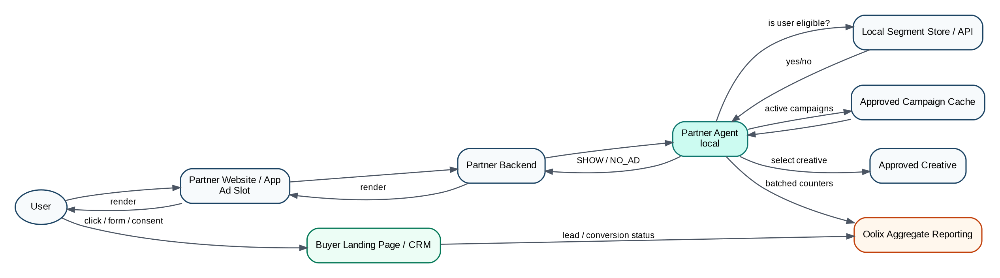 is user eligible?
Local Segment Store / API
yes/no
Approved Campaign Cache
active campaigns
Partner Agent
local
SHOW / NO_AD
select creative
Approved Creative
Partner Backend
batched counters
Partner Website / App
Ad Slot
render
User
render
click / form / consent
Buyer Landing Page / CRM
lead / conversion status
Oolix Aggregate Reporting